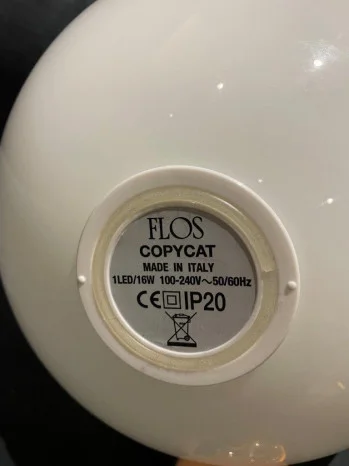 FLOS
COPYCAT
MADE IN ITALY
1LED/16W 100-240V~50/60Hz
CE IP20